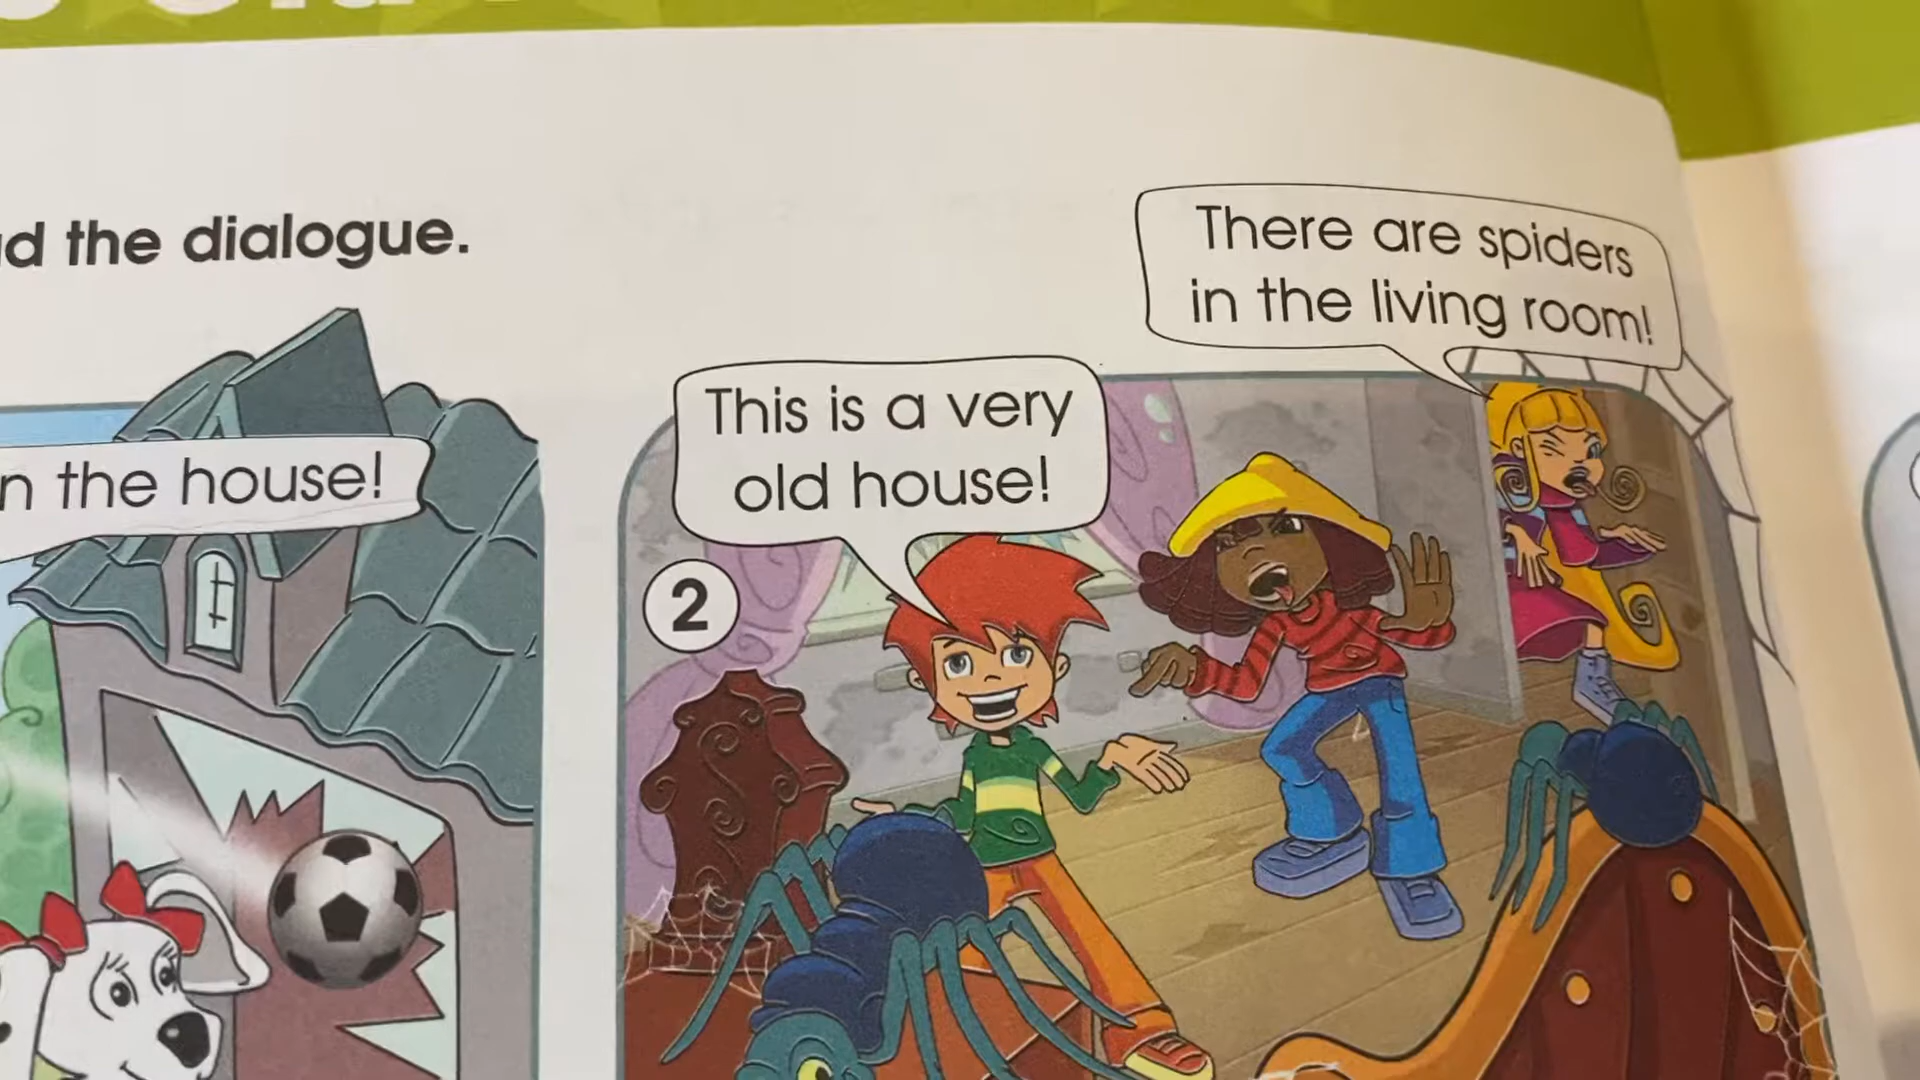 the dialogue.
the house!
2
This is a very
old house!
There are spiders
in the living room!